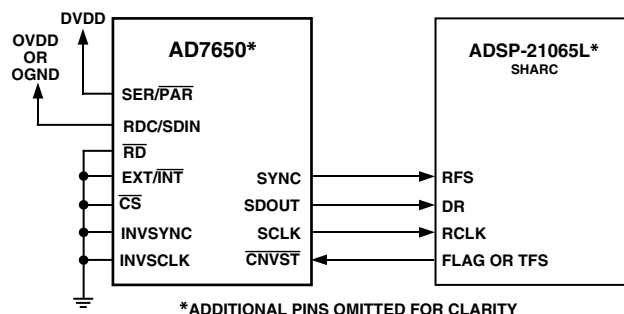 DVDD
OVDD
OR
OGND
AD7650*
SER/PAR
RDC/SDIN
RD
EXT/INT
CS
INVSYNC
INVSCLK
SYNC
SDOUT
SCLK
CNVST
ADSP-21065L*
SHARC
RFS
DR
RCLK
FLAG OR TFS
*ADDITIONAL PINS OMITTED FOR CLARITY